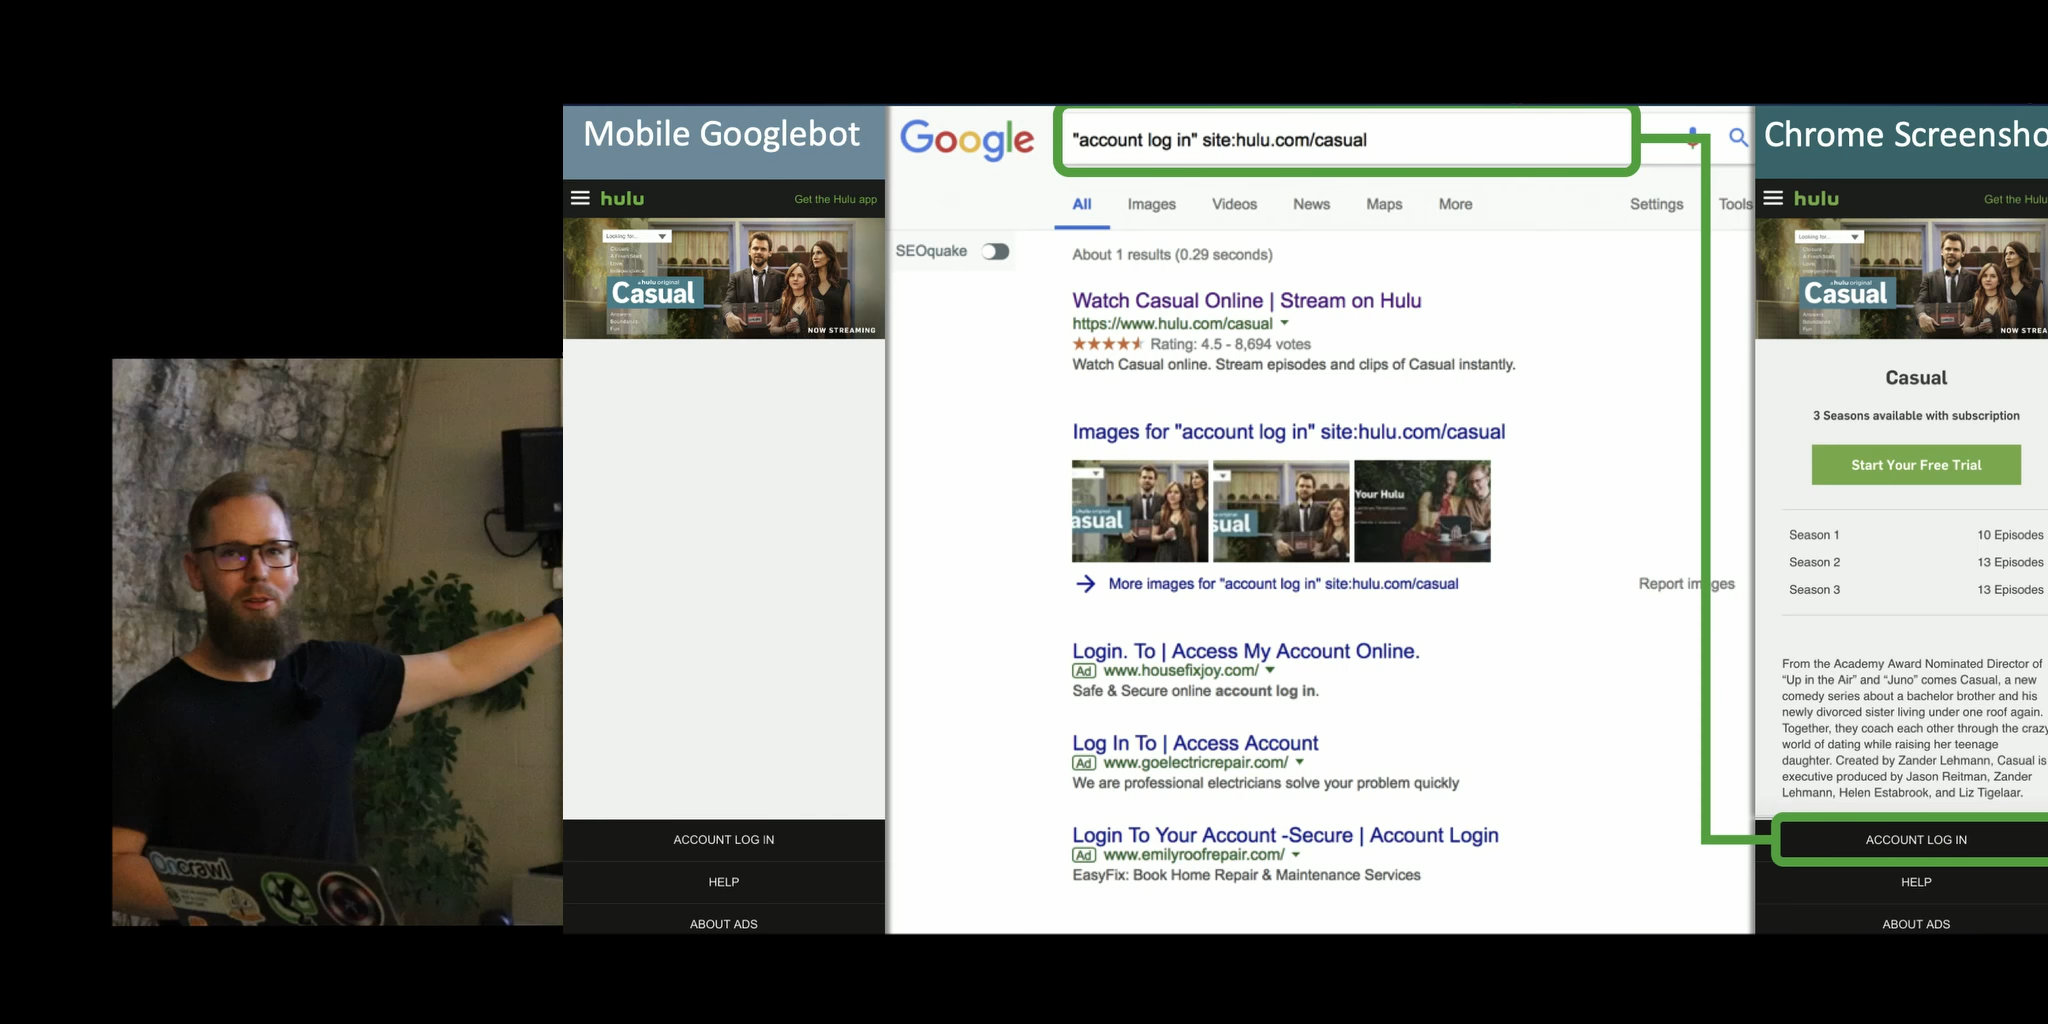 Mobile Googlebot
hulu
Get the Hulu app
Looking for...
a hulu original
Casual
NOW STREAMING
ACCOUNT LOG IN
HELP
ABOUT ADS
Google
"account log in" site:hulu.com/casual
All Images Videos News Maps More Settings Tools
SEOquake
About 1 results (0.29 seconds)
Watch Casual Online | Stream on Hulu
https://www.hulu.com/casual
Rating: 4.5 - 8,694 votes
Watch Casual online. Stream episodes and clips of Casual instantly.
Images for "account log in" site:hulu.com/casual
asual
sual
Your Hulu
More images for "account log in" site:hulu.com/casual
Report images
Login. To | Access My Account Online.
Ad www.housefixjoy.com/
Safe & Secure online account log in.
Log In To | Access Account
Ad www.goelectricrepair.com/
We are professional electricians solve your problem quickly
Login To Your Account -Secure | Account Login
Ad www.emilyroofrepair.com/
EasyFix: Book Home Repair & Maintenance Services
Chrome Screensho
hulu
Get the Hulu
Looking for...
a hulu original
Casual
NOW STREA
Casual
3 Seasons available with subscription
Start Your Free Trial
Season 1 10 Episodes
Season 2 13 Episodes
Season 3 13 Episodes
From the Academy Award Nominated Director of
“Up in the Air” and “Juno” comes Casual, a new
comedy series about a bachelor brother and his
newly divorced sister living under one roof again.
Together, they coach each other through the crazy
world of dating while raising her teenage
daughter. Created by Zander Lehmann, Casual is
executive produced by Jason Reitman, Zander
Lehmann, Helen Estabrook, and Liz Tigelaar.
ACCOUNT LOG IN
HELP
ABOUT ADS
Oncrawl